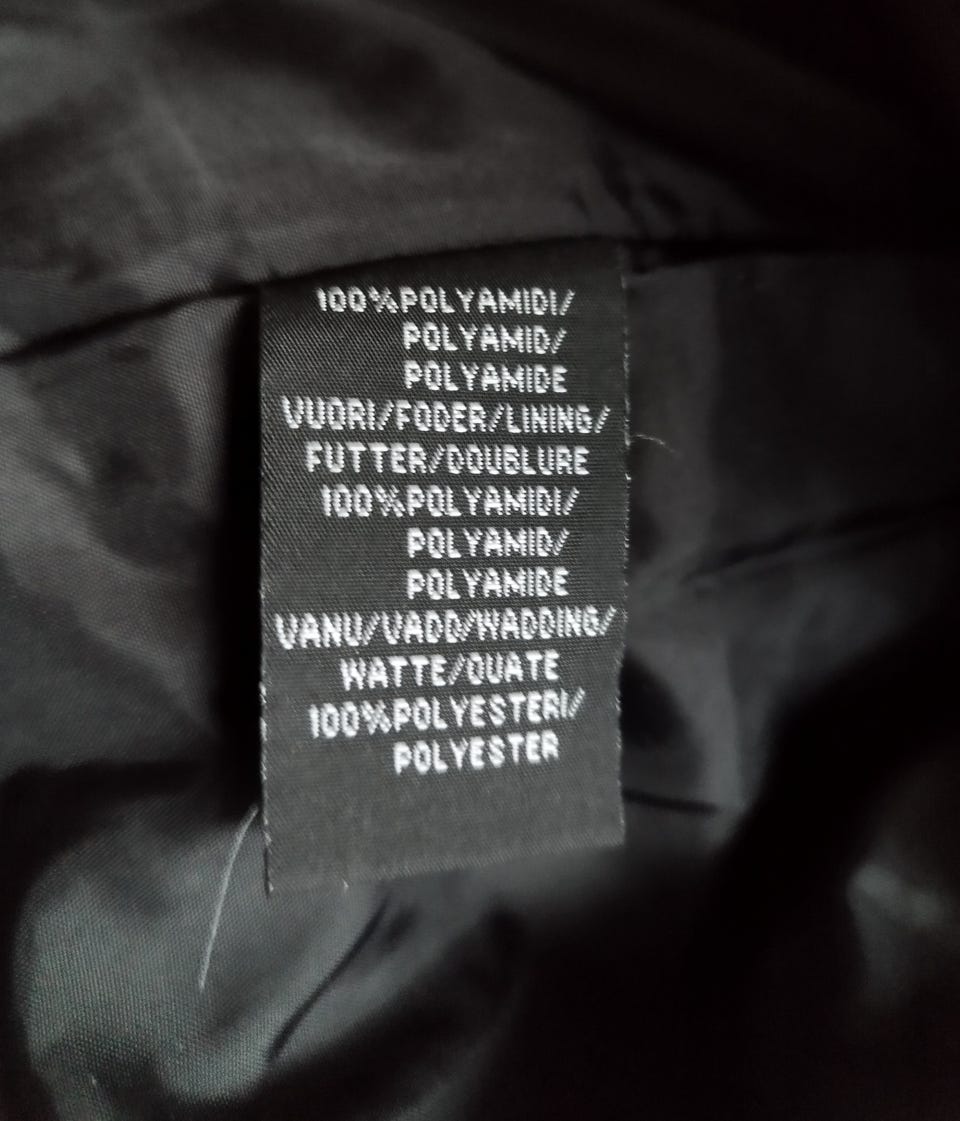 100%POLYAMIDI/
POLYAMID/
POLYAMIDE
VUORI/FODER/LINING/
FUTTER/DOUBLURE
100%POLYAMIDI/
POLYAMID/
POLYAMIDE
VANU/VADD/WADDING/
WATTE/OUATE
100%POLYESTERI/
POLYESTER